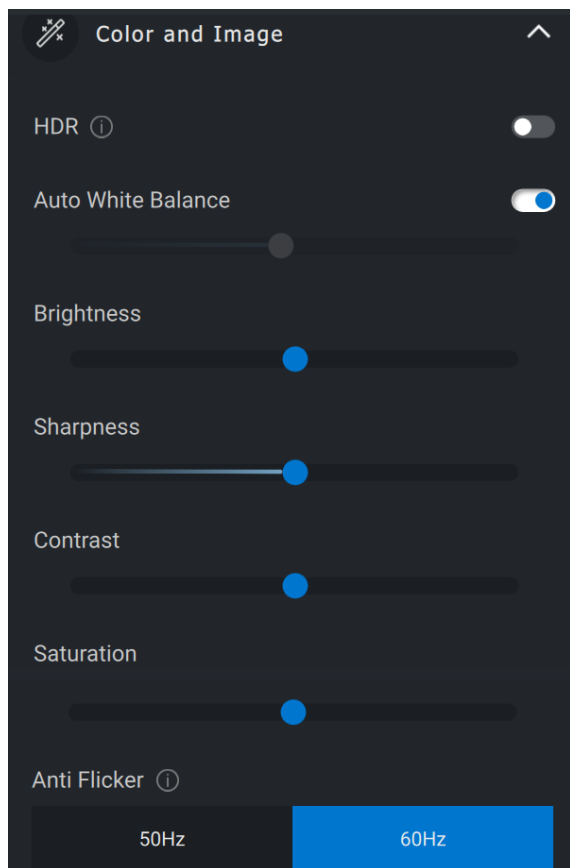 Color and Image
HDR
Auto White Balance
Brightness
Sharpness
Contrast
Saturation
Anti Flicker
50Hz 60Hz